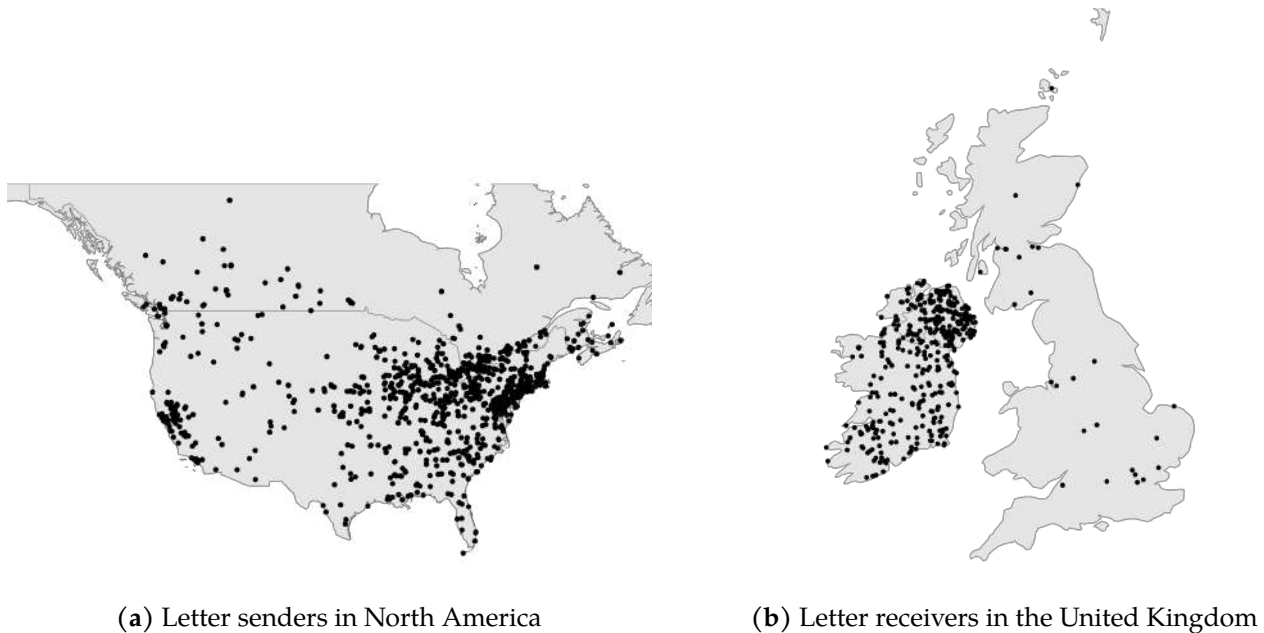 (a) Letter senders in North America
(b) Letter receivers in the United Kingdom